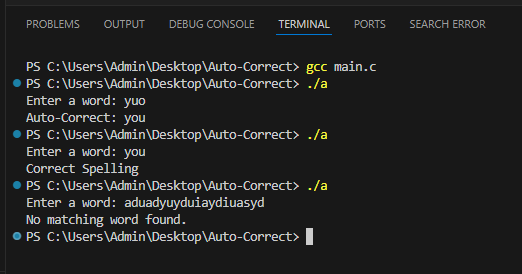 PROBLEMS OUTPUT DEBUG CONSOLE TERMINAL PORTS SEARCH ERROR
PS C:\Users\Admin\Desktop\Auto-Correct> gcc main.c
PS C:\Users\Admin\Desktop\Auto-Correct> ./a
Enter a word: yuo
Auto-Correct: you
PS C:\Users\Admin\Desktop\Auto-Correct> ./a
Enter a word: you
Correct Spelling
PS C:\Users\Admin\Desktop\Auto-Correct> ./a
Enter a word: aduadyuyduiaydiuasyd
No matching word found.
PS C:\Users\Admin\Desktop\Auto-Correct>